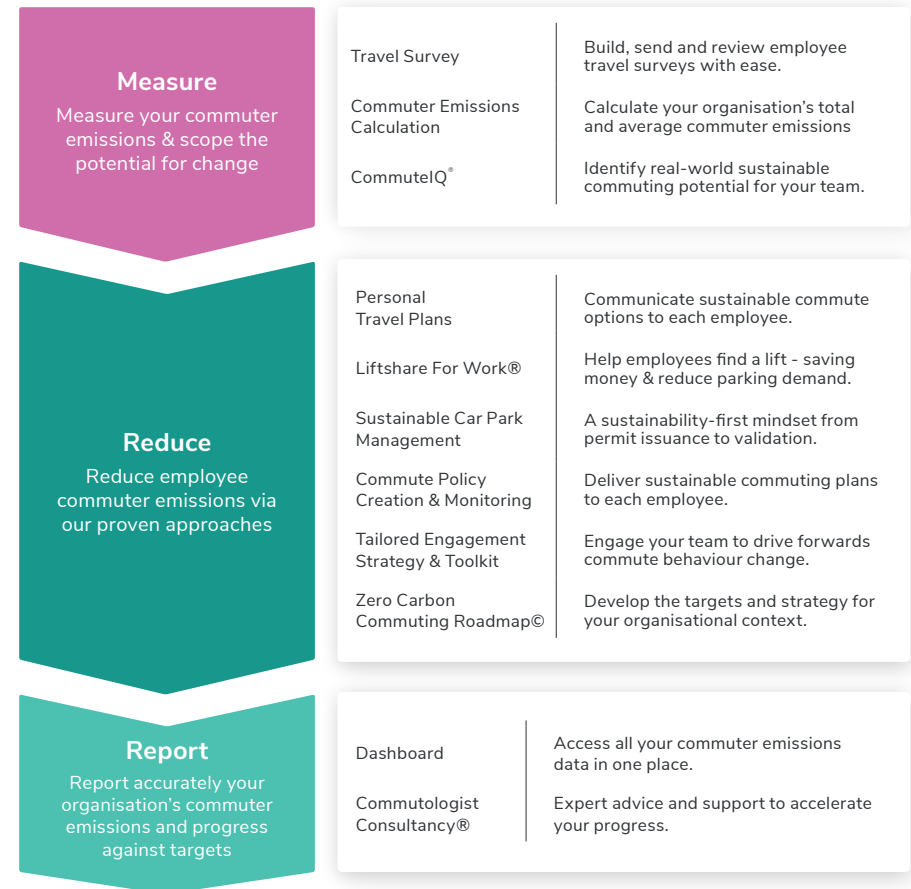 Measure
Measure your commuter
emissions & scope the
potential for change
Travel Survey
Build, send and review employee
travel surveys with ease.
Commuter Emissions
Calculation
Calculate your organisation's total
and average commuter emissions
CommuteIQ®
Identify real-world sustainable
commuting potential for your team.
Reduce
Reduce employee
commuter emissions via
our proven approaches
Personal
Travel Plans
Communicate sustainable commute
options to each employee.
Liftshare For Work®
Help employees find a lift - saving
money & reduce parking demand.
Sustainable Car Park
Management
A sustainability-first mindset from
permit issuance to validation.
Commute Policy
Creation & Monitoring
Deliver sustainable commuting plans
to each employee.
Tailored Engagement
Strategy & Toolkit
Engage your team to drive forwards
commute behaviour change.
Zero Carbon
Commuting Roadmap©
Develop the targets and strategy for
your organisational context.
Report
Report accurately your
organisation's commuter
emissions and progress
against targets
Dashboard
Access all your commuter emissions
data in one place.
Commutologist
Consultancy®
Expert advice and support to accelerate
your progress.